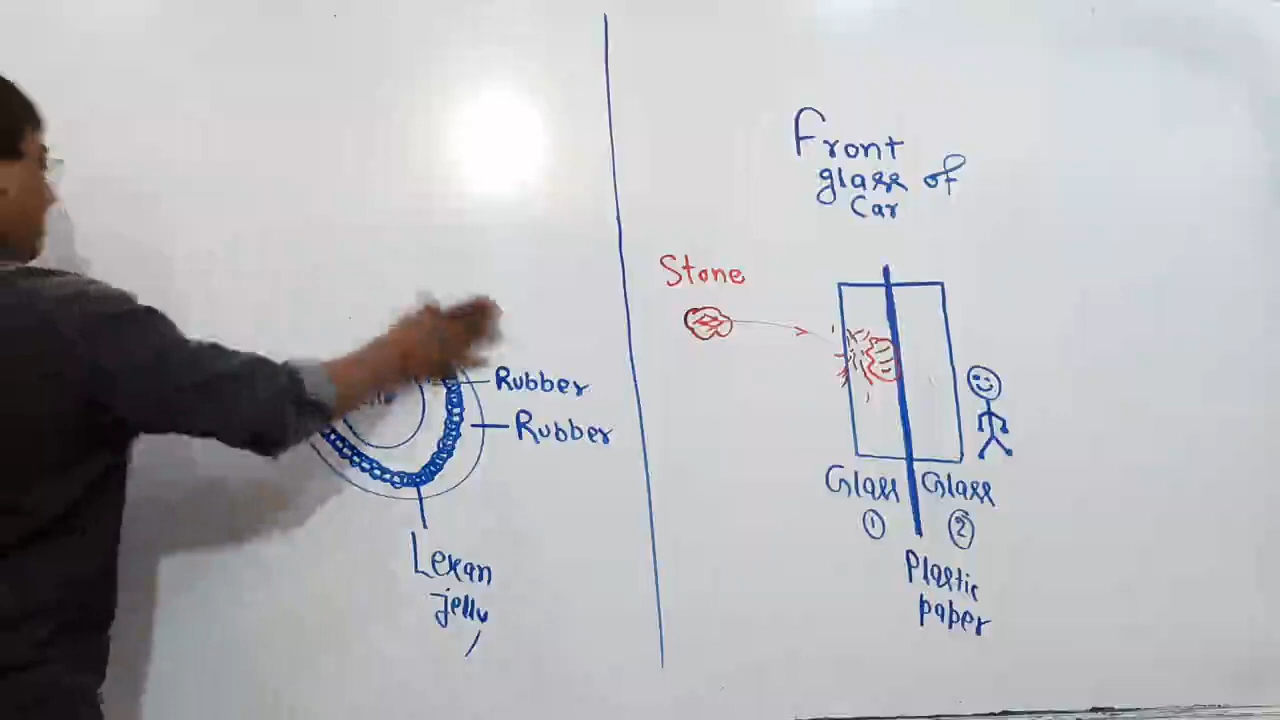 Rubber
Rubber
Lexan
jelly
Front
glass of
Car
Stone
Glass Glass
1 2
Plastic
paper